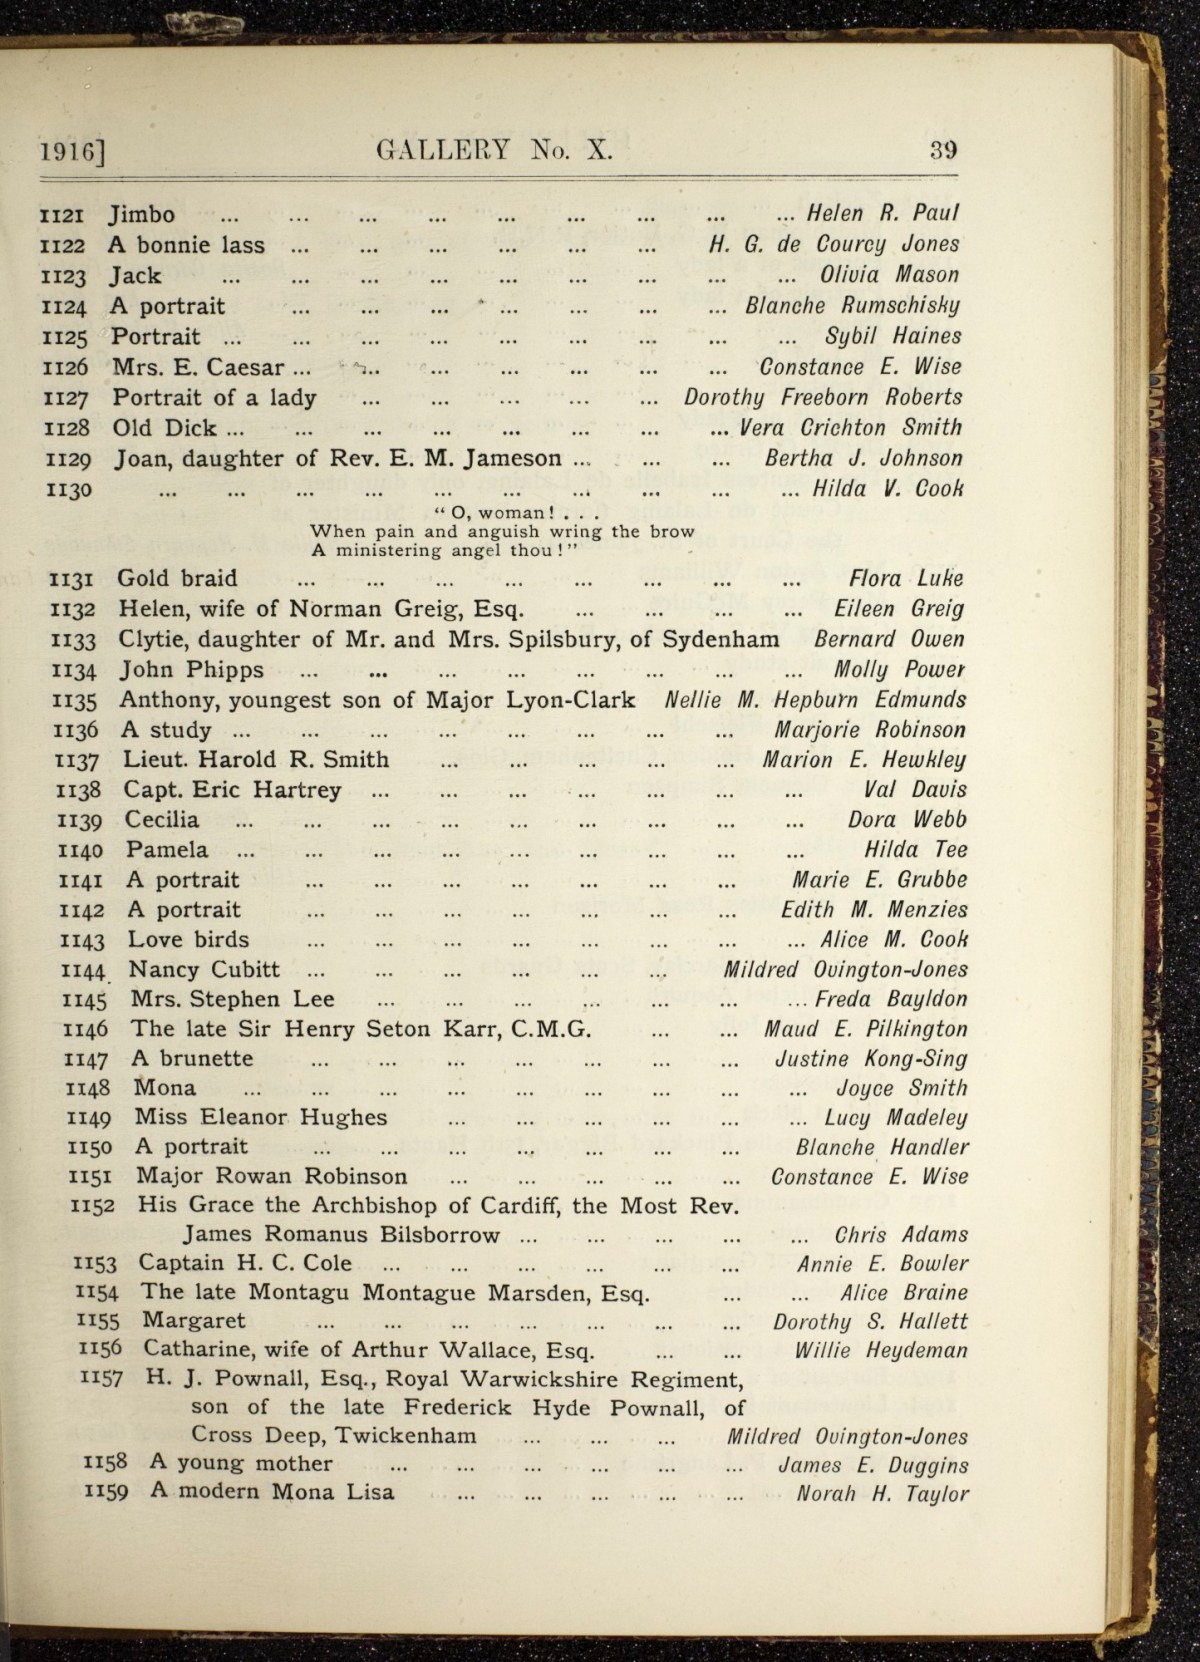 1916] GALLERY No. X. 39
1121 Jimbo ... ... ... ... ... ... ... ... ... Helen R. Paul
1122 A bonnie lass ... ... ... ... ... ... H. G. de Courcy Jones
1123 Jack ... ... ... ... ... ... ... ... ... Olivia Mason
1124 A portrait ... ... ... ... ... ... ... Blanche Rumschisky
1125 Portrait ... ... ... ... ... ... ... ... ... Sybil Haines
1126 Mrs. E. Caesar ... ... ... ... ... ... ... Constance E. Wise
1127 Portrait of a lady ... ... ... ... ... Dorothy Freeborn Roberts
1128 Old Dick ... ... ... ... ... ... ... ... Vera Crichton Smith
1129 Joan, daughter of Rev. E. M. Jameson ... ... ... Bertha J. Johnson
1130 ... ... ... ... ... ... ... ... ... ... Hilda V. Cook
" O, woman ! . . .
When pain and anguish wring the brow
A ministering angel thou ! "
1131 Gold braid ... ... ... ... ... ... ... ... Flora Luke
1132 Helen, wife of Norman Greig, Esq. ... ... ... ... Eileen Greig
1133 Clytie, daughter of Mr. and Mrs. Spilsbury, of Sydenham Bernard Owen
1134 John Phipps ... ... ... ... ... ... ... ... Molly Power
1135 Anthony, youngest son of Major Lyon-Clark Nellie M. Hepburn Edmunds
1136 A study ... ... ... ... ... ... ... ... Marjorie Robinson
1137 Lieut. Harold R. Smith ... ... ... ... ... Marion E. Hewkley
1138 Capt. Eric Hartrey ... ... ... ... ... ... ... Val Davis
1139 Cecilia ... ... ... ... ... ... ... ... ... Dora Webb
1140 Pamela ... ... ... ... ... ... ... ... ... Hilda Tee
1141 A portrait ... ... ... ... ... ... ... Marie E. Grubbe
1142 A portrait ... ... ... ... ... ... ... Edith M. Menzies
1143 Love birds ... ... ... ... ... ... ... ... Alice M. Cook
1144 Nancy Cubitt ... ... ... ... ... ... Mildred Ovington-Jones
1145 Mrs. Stephen Lee ... ... ... ... ... ... ... Freda Bayldon
1146 The late Sir Henry Seton Karr, C.M.G. ... ... Maud E. Pilkington
1147 A brunette ... ... ... ... ... ... ... Justine Kong-Sing
1148 Mona ... ... ... ... ... ... ... ... ... Joyce Smith
1149 Miss Eleanor Hughes ... ... ... ... ... ... Lucy Madeley
1150 A portrait ... ... ... ... ... ... ... Blanche Handler
1151 Major Rowan Robinson ... ... ... ... ... Constance E. Wise
1152 His Grace the Archbishop of Cardiff, the Most Rev.
James Romanus Bilsborrow ... ... ... ... ... Chris Adams
1153 Captain H. C. Cole ... ... ... ... ... ... Annie E. Bowler
1154 The late Montagu Montague Marsden, Esq. ... ... Alice Braine
1155 Margaret ... ... ... ... ... ... ... Dorothy S. Hallett
1156 Catharine, wife of Arthur Wallace, Esq. ... ... Willie Heydeman
1157 H. J. Pownall, Esq., Royal Warwickshire Regiment,
son of the late Frederick Hyde Pownall, of
Cross Deep, Twickenham ... ... ... Mildred Ovington-Jones
1158 A young mother ... ... ... ... ... ... James E. Duggins
1159 A modern Mona Lisa ... ... ... ... ... Norah H. Taylor